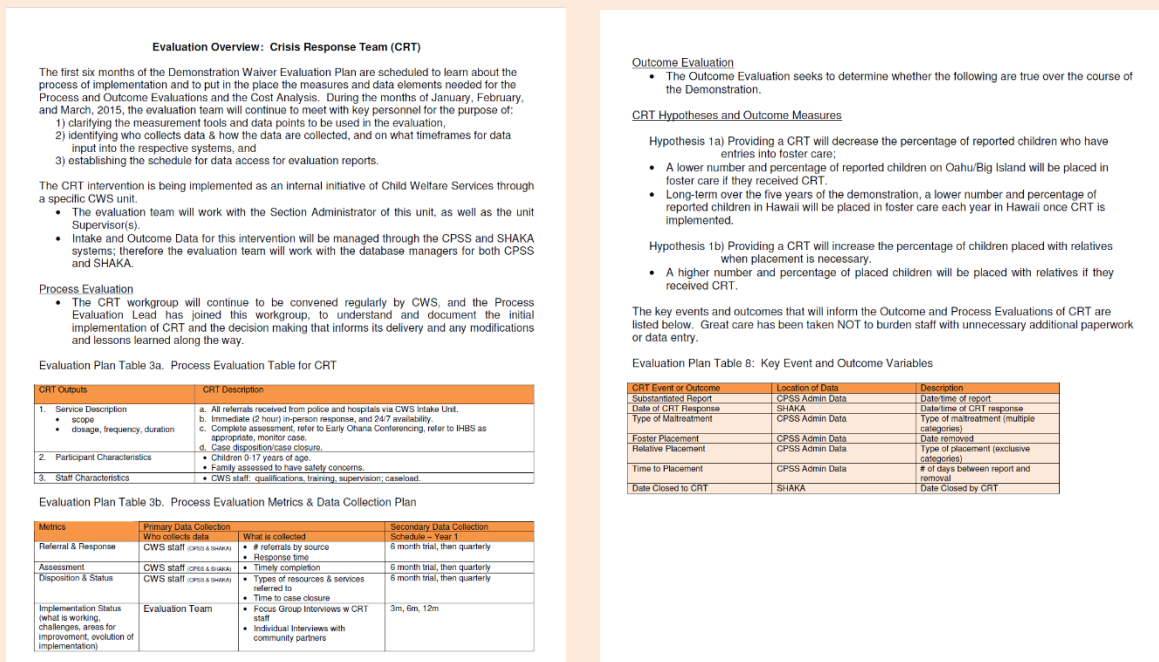 Evaluation Overview: Crisis Response Team (CRT)
The first six months of the Demonstration Waiver Evaluation Plan are scheduled to learn about the
process of implementation and to put in the place the measures and data elements needed for the
Process and Outcome Evaluations and the Cost Analysis. During the months of January, February,
and March, 2015, the evaluation team will continue to meet with key personnel for the purpose of:
1) clarifying the measurement tools and data points to be used in the evaluation,
2) identifying who collects data & how the data are collected, and on what timeframes for data
input into the respective systems, and
3) establishing the schedule for data access for evaluation reports.
The CRT intervention is being implemented as an internal initiative of Child Welfare Services through
a specific CWS unit.
• The evaluation team will work with the Section Administrator of this unit, as well as the unit
Supervisor(s).
• Intake and Outcome Data for this intervention will be managed through the CPSS and SHAKA
systems; therefore the evaluation team will work with the database managers for both CPSS
and SHAKA.
Process Evaluation
• The CRT workgroup will continue to be convened regularly by CWS, and the Process
Evaluation Lead has joined this workgroup, to understand and document the initial
implementation of CRT and the decision making that informs its delivery and any modifications
and lessons learned along the way.
Evaluation Plan Table 3a. Process Evaluation Table for CRT
CRT Outputs CRT Description
1. Service Description
• scope
• dosage, frequency, duration
a. All referrals received from police and hospitals via CWS Intake Unit.
b. Immediate (2 hour) in-person response, and 24/7 availability.
c. Complete assessment, refer to Early Ohana Conferencing, refer to IHBS as
appropriate, monitor case.
d. Case disposition/case closure.
2. Participant Characteristics
• Children 0-17 years of age.
• Family assessed to have safety concerns.
3. Staff Characteristics
• CWS staff: qualifications, training, supervision; caseload.
Evaluation Plan Table 3b. Process Evaluation Metrics & Data Collection Plan
Metrics Primary Data Collection Secondary Data Collection
Who collects data What is collected Schedule – Year 1
Referral & Response CWS staff (CPSS & SHAKA) • # referrals by source 6 month trial, then quarterly
• Response time
Assessment CWS staff (CPSS & SHAKA) • Timely completion 6 month trial, then quarterly
Disposition & Status CWS staff (CPSS & SHAKA) • Types of resources & services 6 month trial, then quarterly
referred to
• Time to case closure
Implementation Status Evaluation Team • Focus Group Interviews w CRT 3m, 6m, 12m
(what is working, staff
challenges, areas for • Individual Interviews with
improvement, evolution of community partners
implementation)
Outcome Evaluation
• The Outcome Evaluation seeks to determine whether the following are true over the course of
the Demonstration.
CRT Hypotheses and Outcome Measures
Hypothesis 1a) Providing a CRT will decrease the percentage of reported children who have
entries into foster care;
• A lower number and percentage of reported children on Oahu/Big Island will be placed in
foster care if they received CRT.
• Long-term over the five years of the demonstration, a lower number and percentage of
reported children in Hawaii will be placed in foster care each year in Hawaii once CRT is
implemented.
Hypothesis 1b) Providing a CRT will increase the percentage of children placed with relatives
when placement is necessary.
• A higher number and percentage of placed children will be placed with relatives if they
received CRT.
The key events and outcomes that will inform the Outcome and Process Evaluations of CRT are
listed below. Great care has been taken NOT to burden staff with unnecessary additional paperwork
or data entry.
Evaluation Plan Table 8: Key Event and Outcome Variables
CRT Event or Outcome Location of Data Description
Substantiated Report CPSS Admin Data Date/time of report
Date of CRT Response SHAKA Date/time of CRT response
Type of Maltreatment CPSS Admin Data Type of maltreatment (multiple
categories)
Foster Placement CPSS Admin Data Date removed
Relative Placement CPSS Admin Data Type of placement (exclusive
categories)
Time to Placement CPSS Admin Data # of days between report and
removal
Date Closed to CRT SHAKA Date Closed by CRT